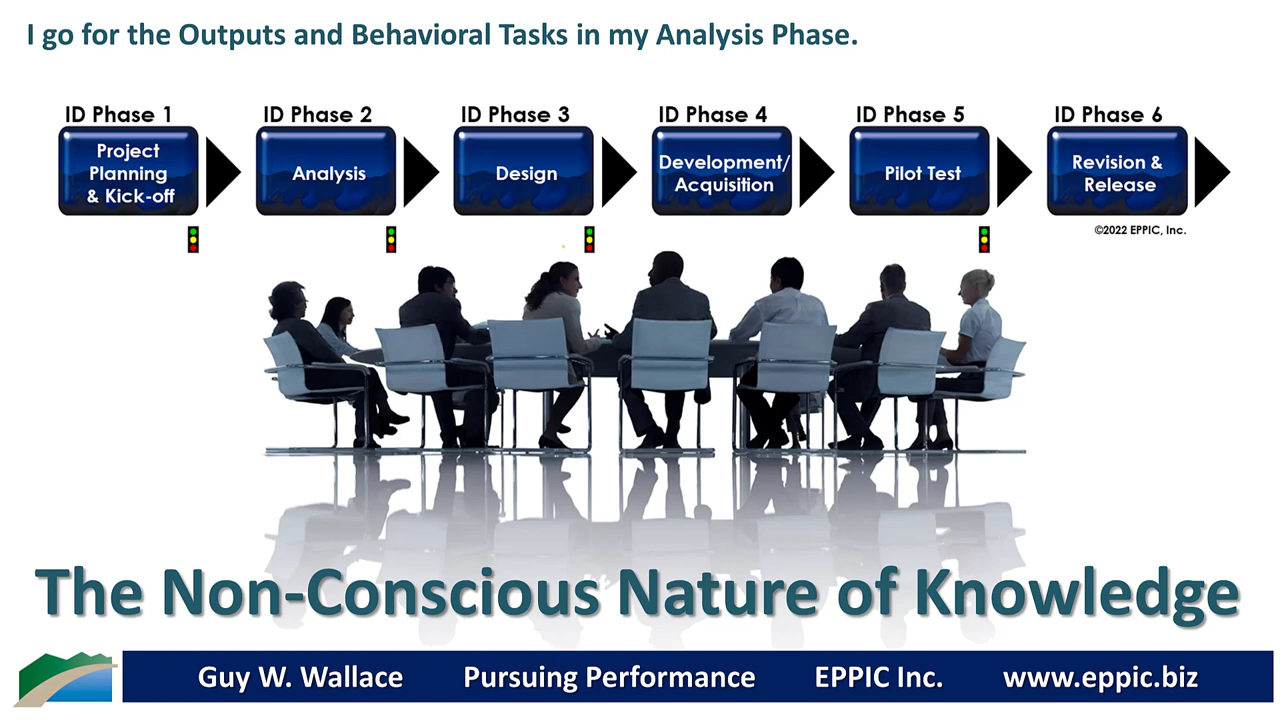 I go for the Outputs and Behavioral Tasks in my Analysis Phase.
ID Phase 1
Project
Planning
& Kick-off
ID Phase 2
Analysis
ID Phase 3
Design
ID Phase 4
Development/
Acquisition
ID Phase 5
Pilot Test
ID Phase 6
Revision &
Release
©2022 EPPIC, Inc.
The Non-Conscious Nature of Knowledge
Guy W. Wallace Pursuing Performance EPPIC Inc. www.eppic.biz